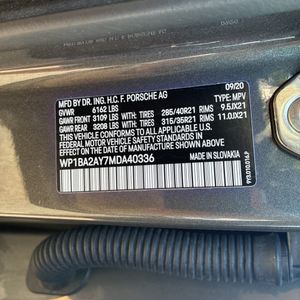 09/20
MFD BY DR. ING. H.C. F. PORSCHE AG
GVWR 6162 LBS TYPE: MPV
GAWR FRONT 3109 LBS WITH TIRES 285/40R21 RIMS 9.5JX21
GAWR REAR 3208 LBS WITH TIRES 315/35R21 RIMS 11.0JX21
THIS VEHICLE CONFORMS TO ALL APPLICABLE
FEDERAL MOTOR VEHICLE SAFETY
STANDARDS IN EFFECT ON THE DATE OF
MANUFACTURE SHOWN ABOVE.
WP1BA2AY7MDA40336 MADE IN SLOVAKIA
9Y3.010.016.P